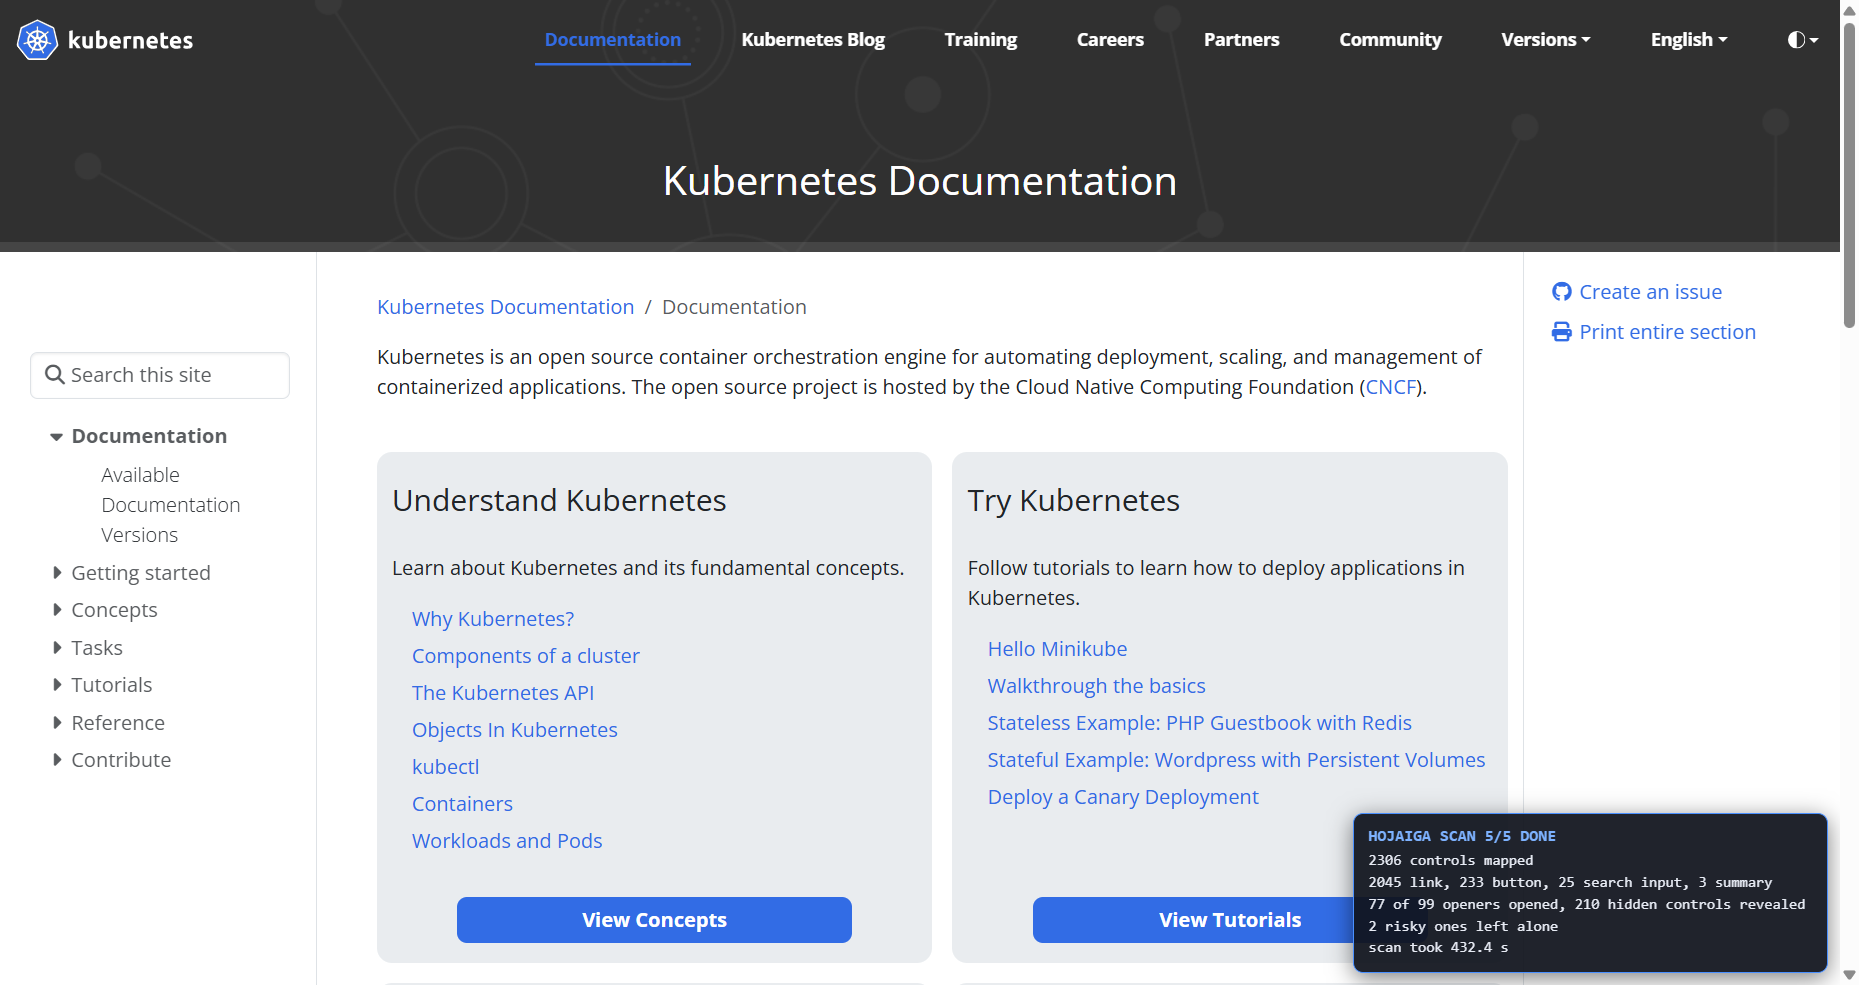 kubernetes
Documentation
Kubernetes Blog
Training
Careers
Partners
Community
Versions
English
Kubernetes Documentation
Search this site
Documentation
Available
Documentation
Versions
Getting started
Concepts
Tasks
Tutorials
Reference
Contribute
Kubernetes Documentation / Documentation
Kubernetes is an open source container orchestration engine for automating deployment, scaling, and management of
containerized applications. The open source project is hosted by the Cloud Native Computing Foundation (CNCF).
Understand Kubernetes
Learn about Kubernetes and its fundamental concepts.
Why Kubernetes?
Components of a cluster
The Kubernetes API
Objects In Kubernetes
kubectl
Containers
Workloads and Pods
View Concepts
Try Kubernetes
Follow tutorials to learn how to deploy applications in
Kubernetes.
Hello Minikube
Walkthrough the basics
Stateless Example: PHP Guestbook with Redis
Stateful Example: Wordpress with Persistent Volumes
Deploy a Canary Deployment
View Tutorials
Create an issue
Print entire section
HOJAIGA SCAN 5/5 DONE
2306 controls mapped
2045 link, 233 button, 25 search input, 3 summary
77 of 99 openers opened, 210 hidden controls revealed
2 risky ones left alone
scan took 432.4 s